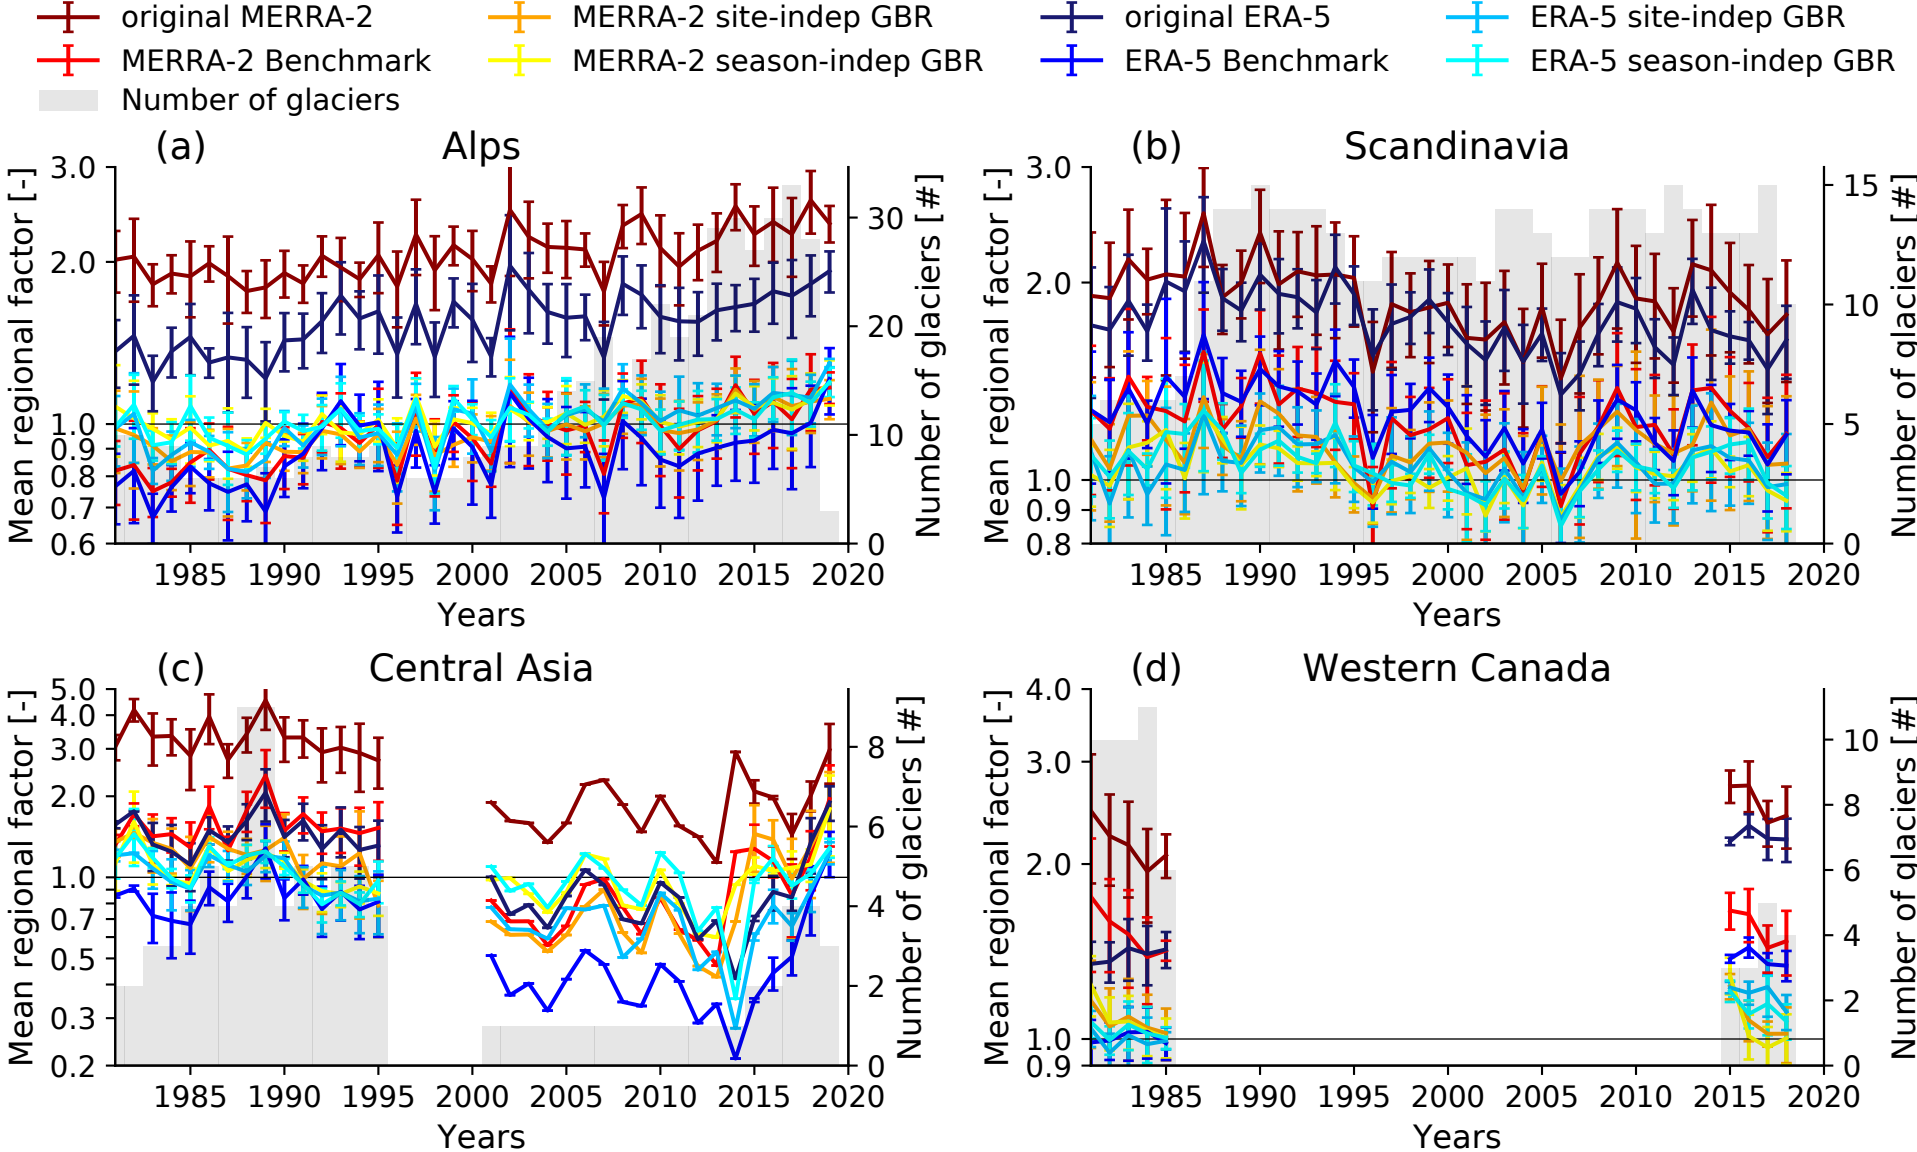 original MERRA-2 MERRA-2 site-indep GBR original ERA-5 ERA-5 site-indep GBR
MERRA-2 Benchmark MERRA-2 season-indep GBR ERA-5 Benchmark ERA-5 season-indep GBR
Number of glaciers
(a) Alps
Mean regional factor [-]
3.0
2.0
1.0
0.9
0.8
0.7
0.6
30
20
10
0
Number of glaciers [#]
1985 1990 1995 2000 2005 2010 2015 2020
Years
(b) Scandinavia
Mean regional factor [-]
3.0
2.0
1.0
0.9
0.8
15
10
5
0
Number of glaciers [#]
1985 1990 1995 2000 2005 2010 2015 2020
Years
(c) Central Asia
Mean regional factor [-]
5.0
4.0
3.0
2.0
1.0
0.7
0.5
0.3
0.2
8
6
4
2
0
Number of glaciers [#]
1985 1990 1995 2000 2005 2010 2015 2020
Years
(d) Western Canada
Mean regional factor [-]
4.0
3.0
2.0
1.0
0.9
10
8
6
4
2
0
Number of glaciers [#]
1985 1990 1995 2000 2005 2010 2015 2020
Years